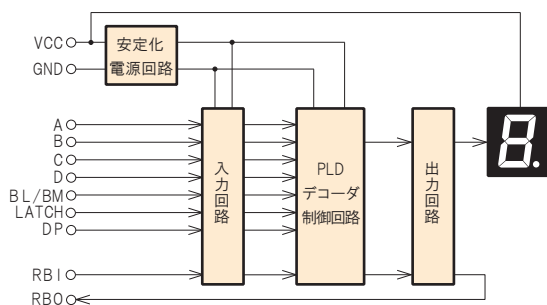 VCC
GND
安定化
電源回路
A
B
C
D
BL/BM
LATCH
DP
RBI
RBO
入力回路
PLD
デコーダ
制御回路
出力回路
8.